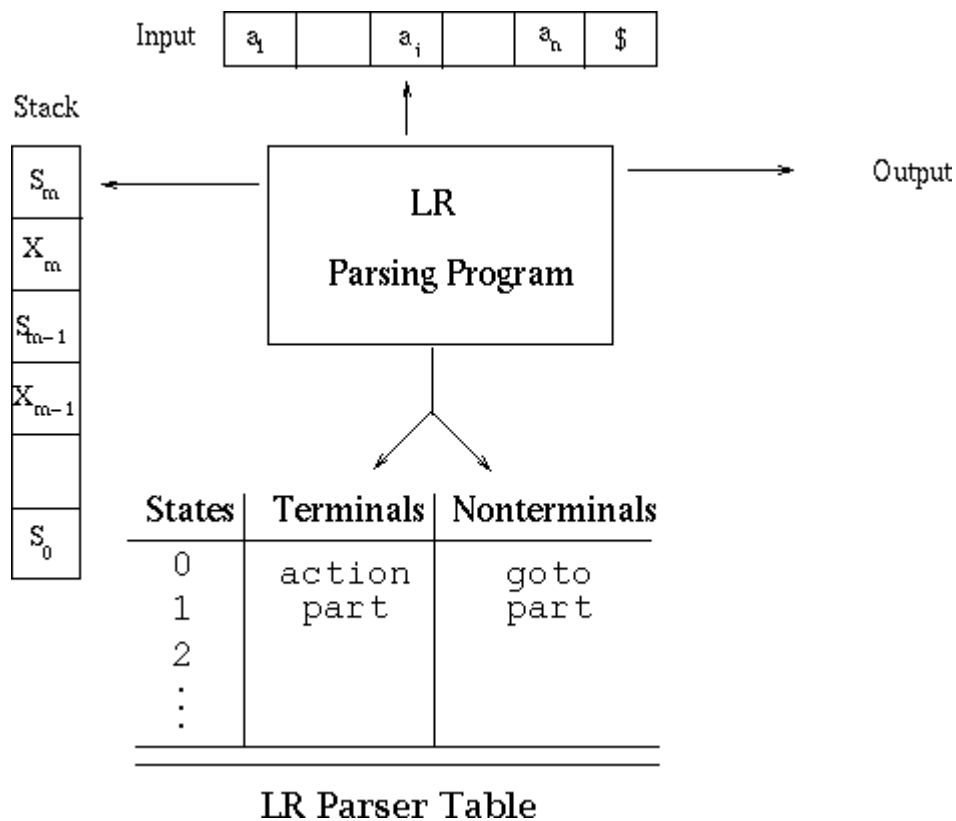 Input a₁ aᵢ aₙ $
Stack
Sₘ
Output
LR
Xₘ
Parsing Program
Sₘ₋₁
Xₘ₋₁
States Terminals Nonterminals
S₀
0 action goto
1 part part
2
⋮
LR Parser Table